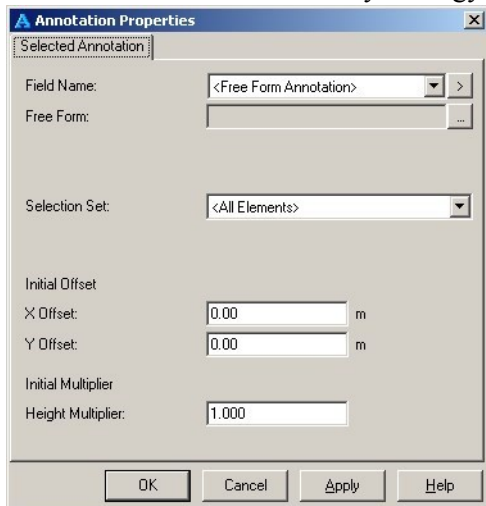 Annotation Properties
Selected Annotation
Field Name: <Free Form Annotation> >
Free Form: ...
Selection Set: <All Elements>
Initial Offset
X Offset: 0.00 m
Y Offset: 0.00 m
Initial Multiplier
Height Multiplier: 1.000
OK Cancel Apply Help